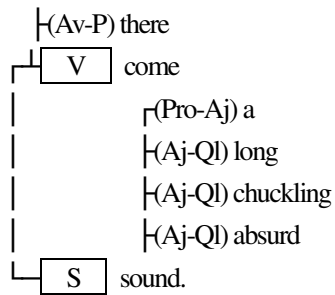 (Av-P) there
V come
(Pro-Aj) a
(Aj-Ql) long
(Aj-Ql) chuckling
(Aj-Ql) absurd
S sound.